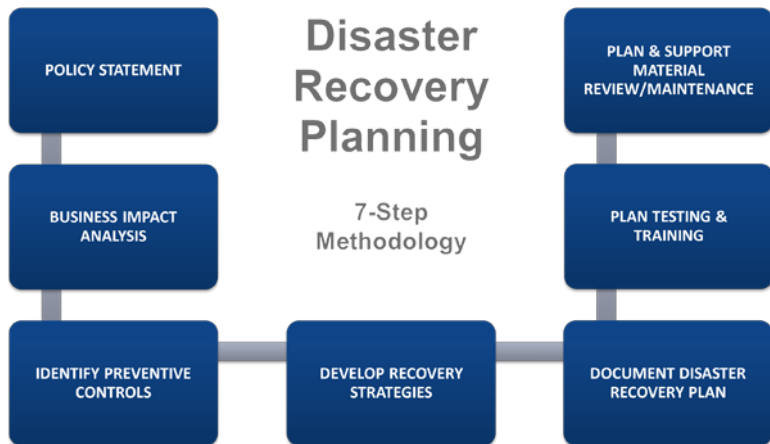 Disaster
Recovery
Planning
7-Step
Methodology
POLICY STATEMENT
BUSINESS IMPACT
ANALYSIS
IDENTIFY PREVENTIVE
CONTROLS
DEVELOP RECOVERY
STRATEGIES
DOCUMENT DISASTER
RECOVERY PLAN
PLAN TESTING &
TRAINING
PLAN & SUPPORT
MATERIAL
REVIEW/MAINTENANCE